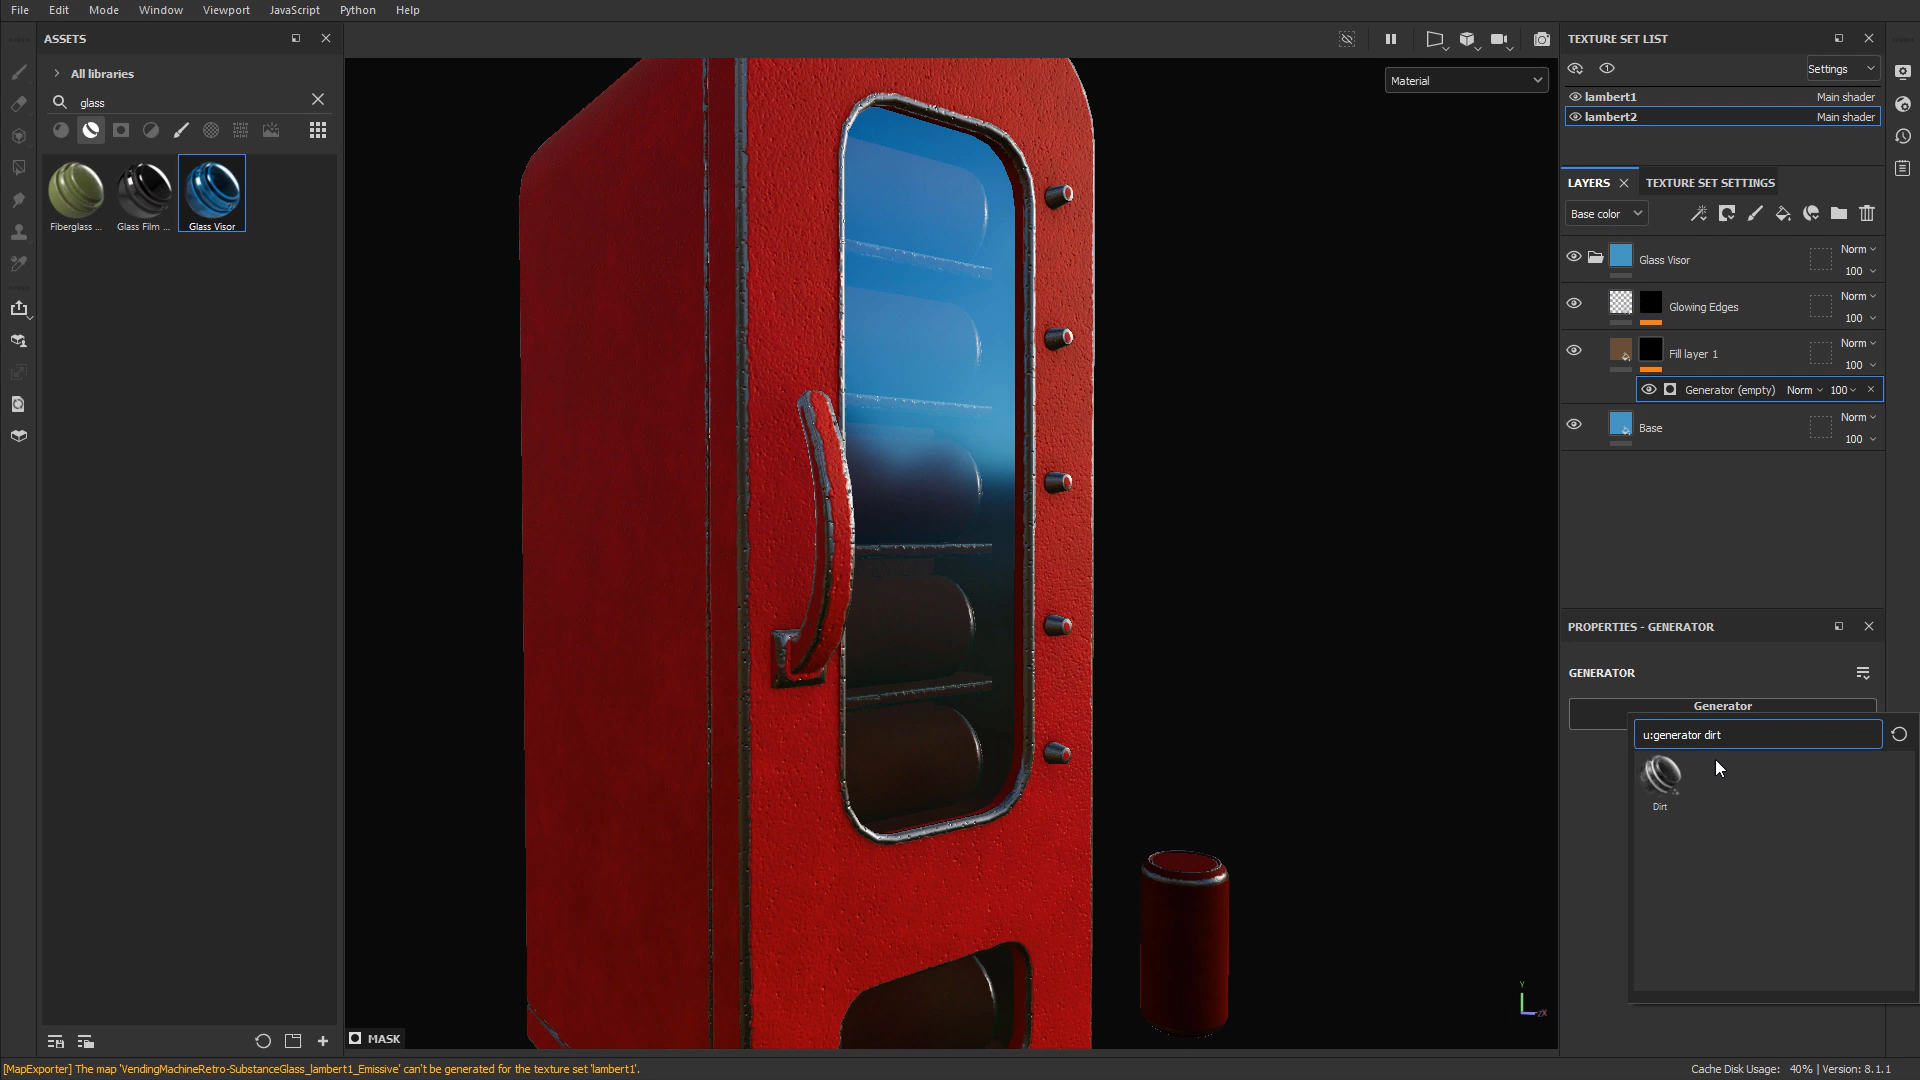 File Edit Mode Window Viewport JavaScript Python Help
ASSETS
All libraries
glass
Fiberglass ... Glass Film ... Glass Visor
Material
MASK
TEXTURE SET LIST
Settings
lambert1 Main shader
lambert2 Main shader
LAYERS TEXTURE SET SETTINGS
Base color
Glass Visor Norm 100
Glowing Edges Norm 100
Fill layer 1 Norm 100
Generator (empty) Norm 100
Base Norm 100
PROPERTIES - GENERATOR
GENERATOR
Generator
u:generator dirt
Dirt
Y
[MapExporter] The map 'VendingMachineRetro-SubstanceGlass_lambert1_Emissive' can't be generated for the texture set 'lambert1'.
Cache Disk Usage: 40% | Version: 8.1.1